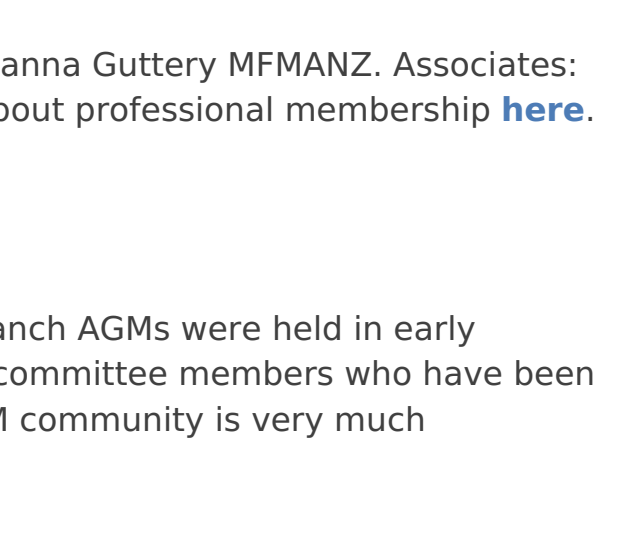 anna Guttery MFMANZ. Associates:
bout professional membership here.
anch AGMs were held in early
committee members who have been
M community is very much